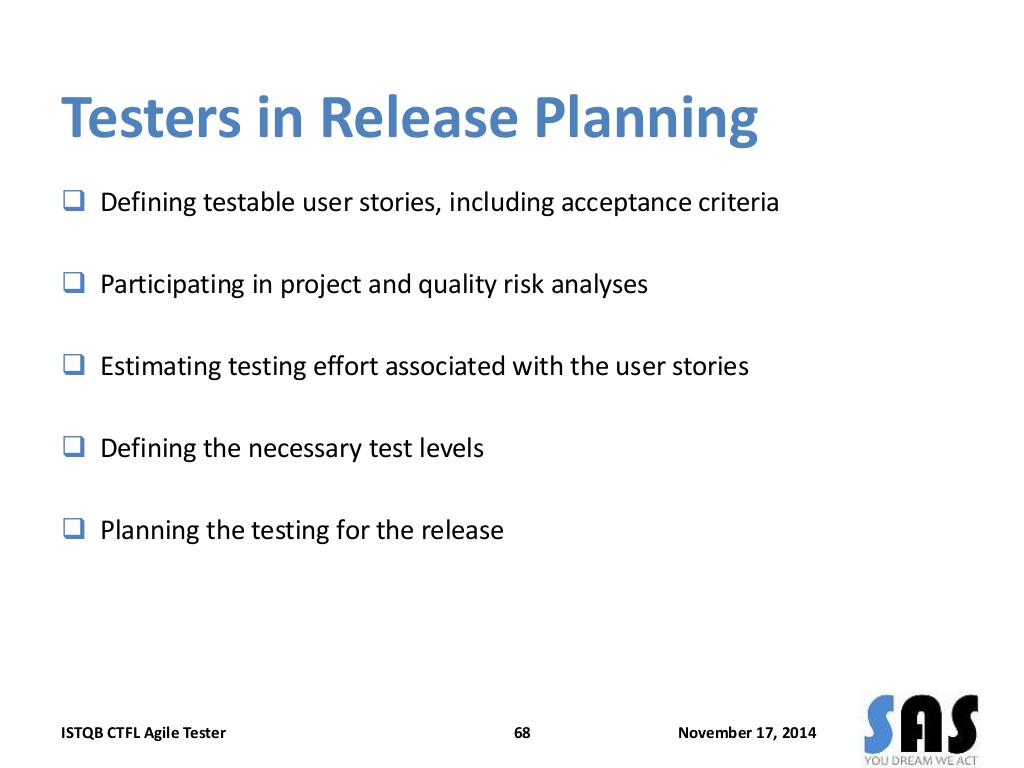 Testers in Release Planning
❑ Defining testable user stories, including acceptance criteria
❑ Participating in project and quality risk analyses
❑ Estimating testing effort associated with the user stories
❑ Defining the necessary test levels
❑ Planning the testing for the release
ISTQB CTFL Agile Tester 68 November 17, 2014
SAS
YOU DREAM WE ACT